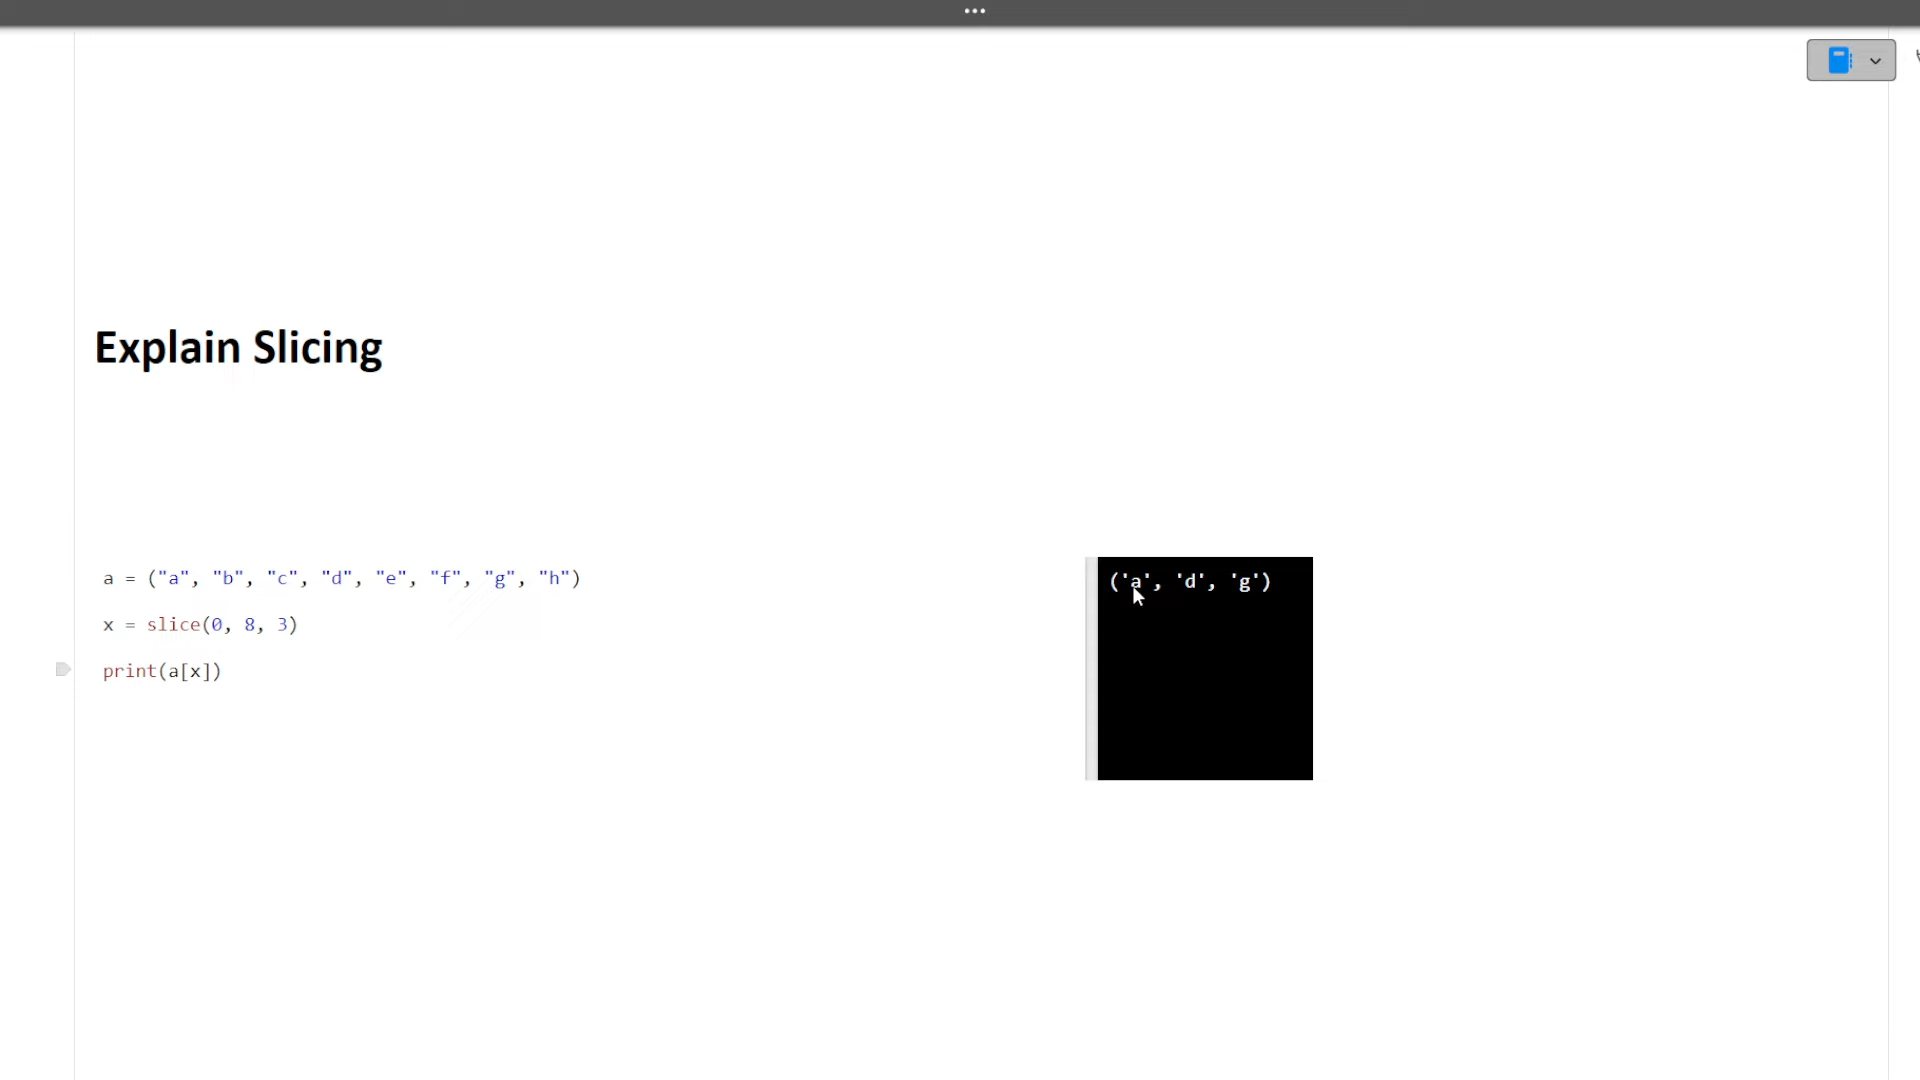 Explain Slicing
a = ("a", "b", "c", "d", "e", "f", "g", "h")
x = slice(0, 8, 3)
print(a[x])
('a', 'd', 'g')